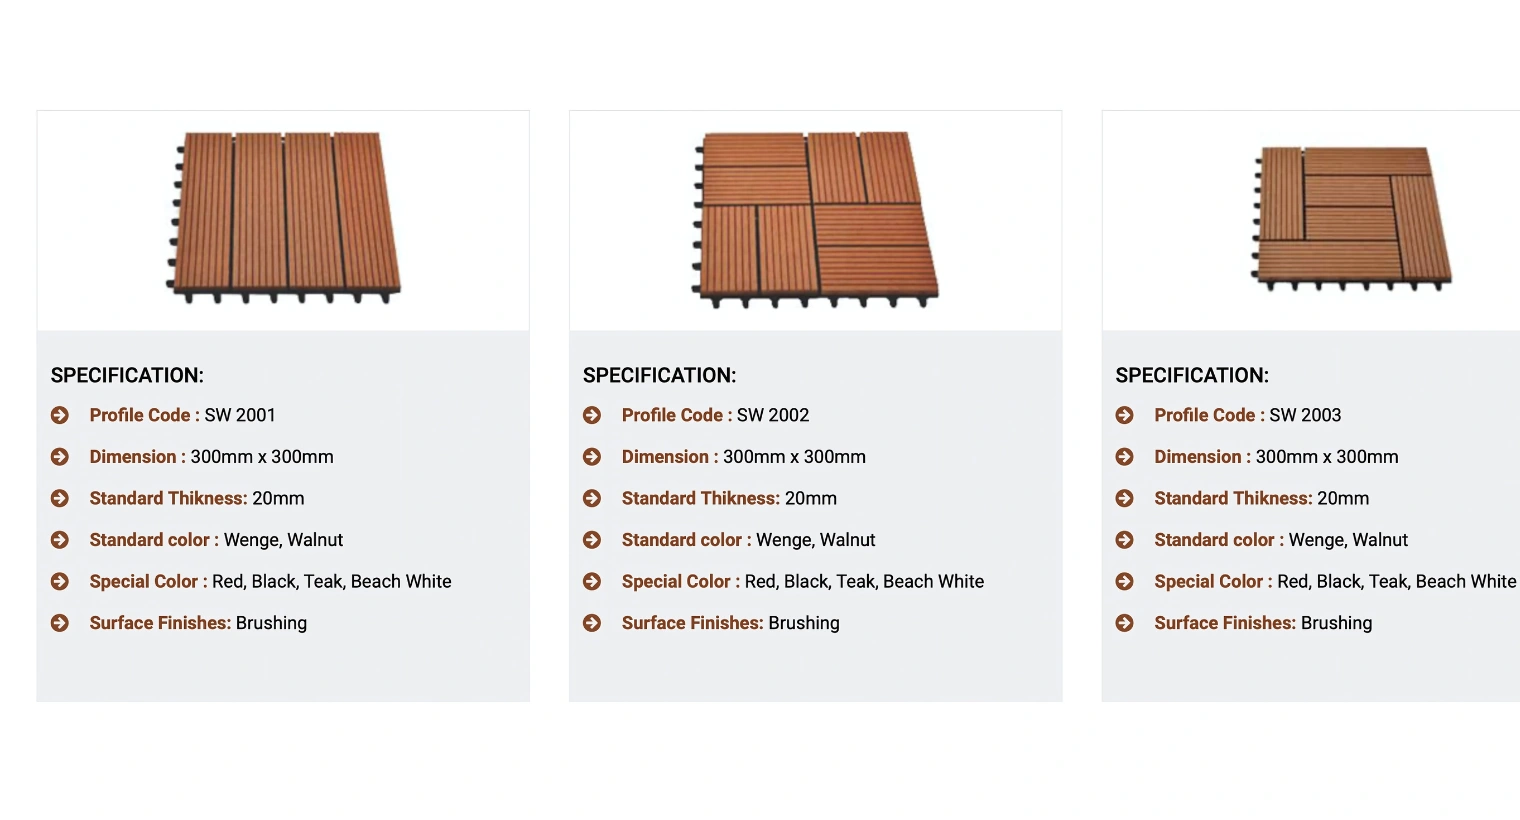 SPECIFICATION:
Profile Code : SW 2001
Dimension : 300mm x 300mm
Standard Thikness: 20mm
Standard color : Wenge, Walnut
Special Color : Red, Black, Teak, Beach White
Surface Finishes: Brushing
SPECIFICATION:
Profile Code : SW 2002
Dimension : 300mm x 300mm
Standard Thikness: 20mm
Standard color : Wenge, Walnut
Special Color : Red, Black, Teak, Beach White
Surface Finishes: Brushing
SPECIFICATION:
Profile Code : SW 2003
Dimension : 300mm x 300mm
Standard Thikness: 20mm
Standard color : Wenge, Walnut
Special Color : Red, Black, Teak, Beach White
Surface Finishes: Brushing